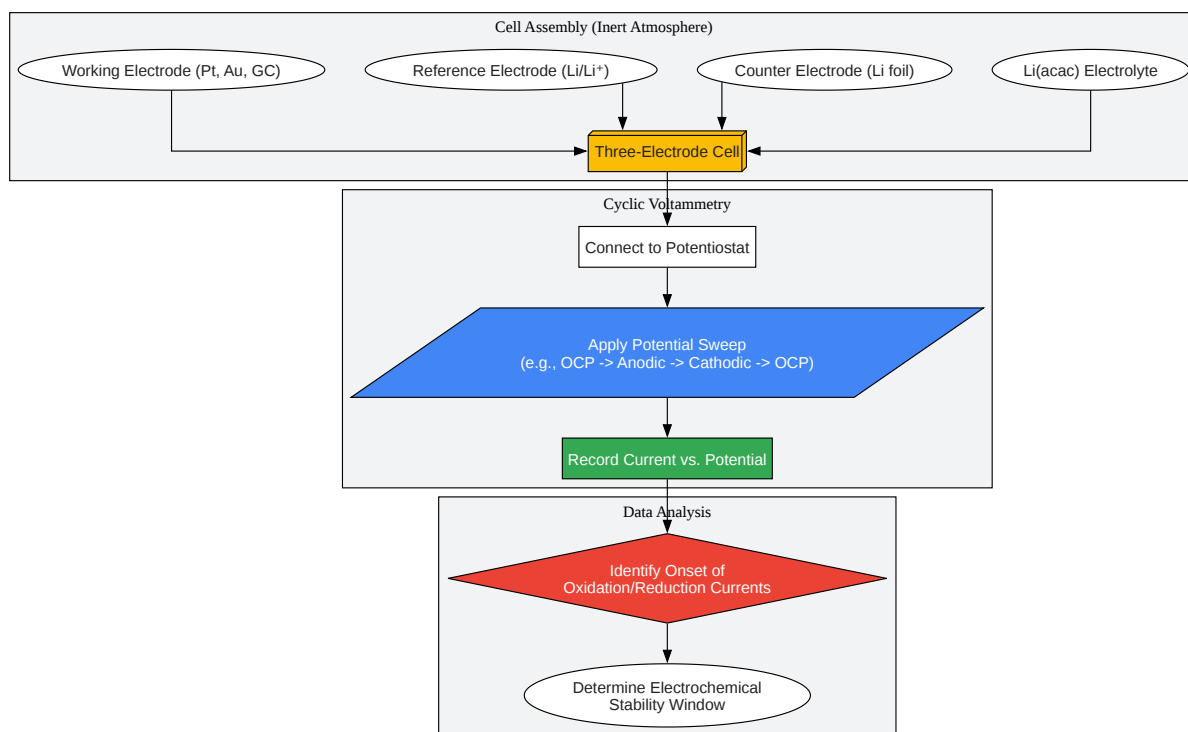 Cell Assembly (Inert Atmosphere)
Working Electrode (Pt, Au, GC)
Reference Electrode (Li/Li⁺)
Counter Electrode (Li foil)
Li(acac) Electrolyte
Three-Electrode Cell
Cyclic Voltammetry
Connect to Potentiostat
Apply Potential Sweep
(e.g., OCP -> Anodic -> Cathodic -> OCP)
Record Current vs. Potential
Data Analysis
Identify Onset of
Oxidation/Reduction Currents
Determine Electrochemical
Stability Window